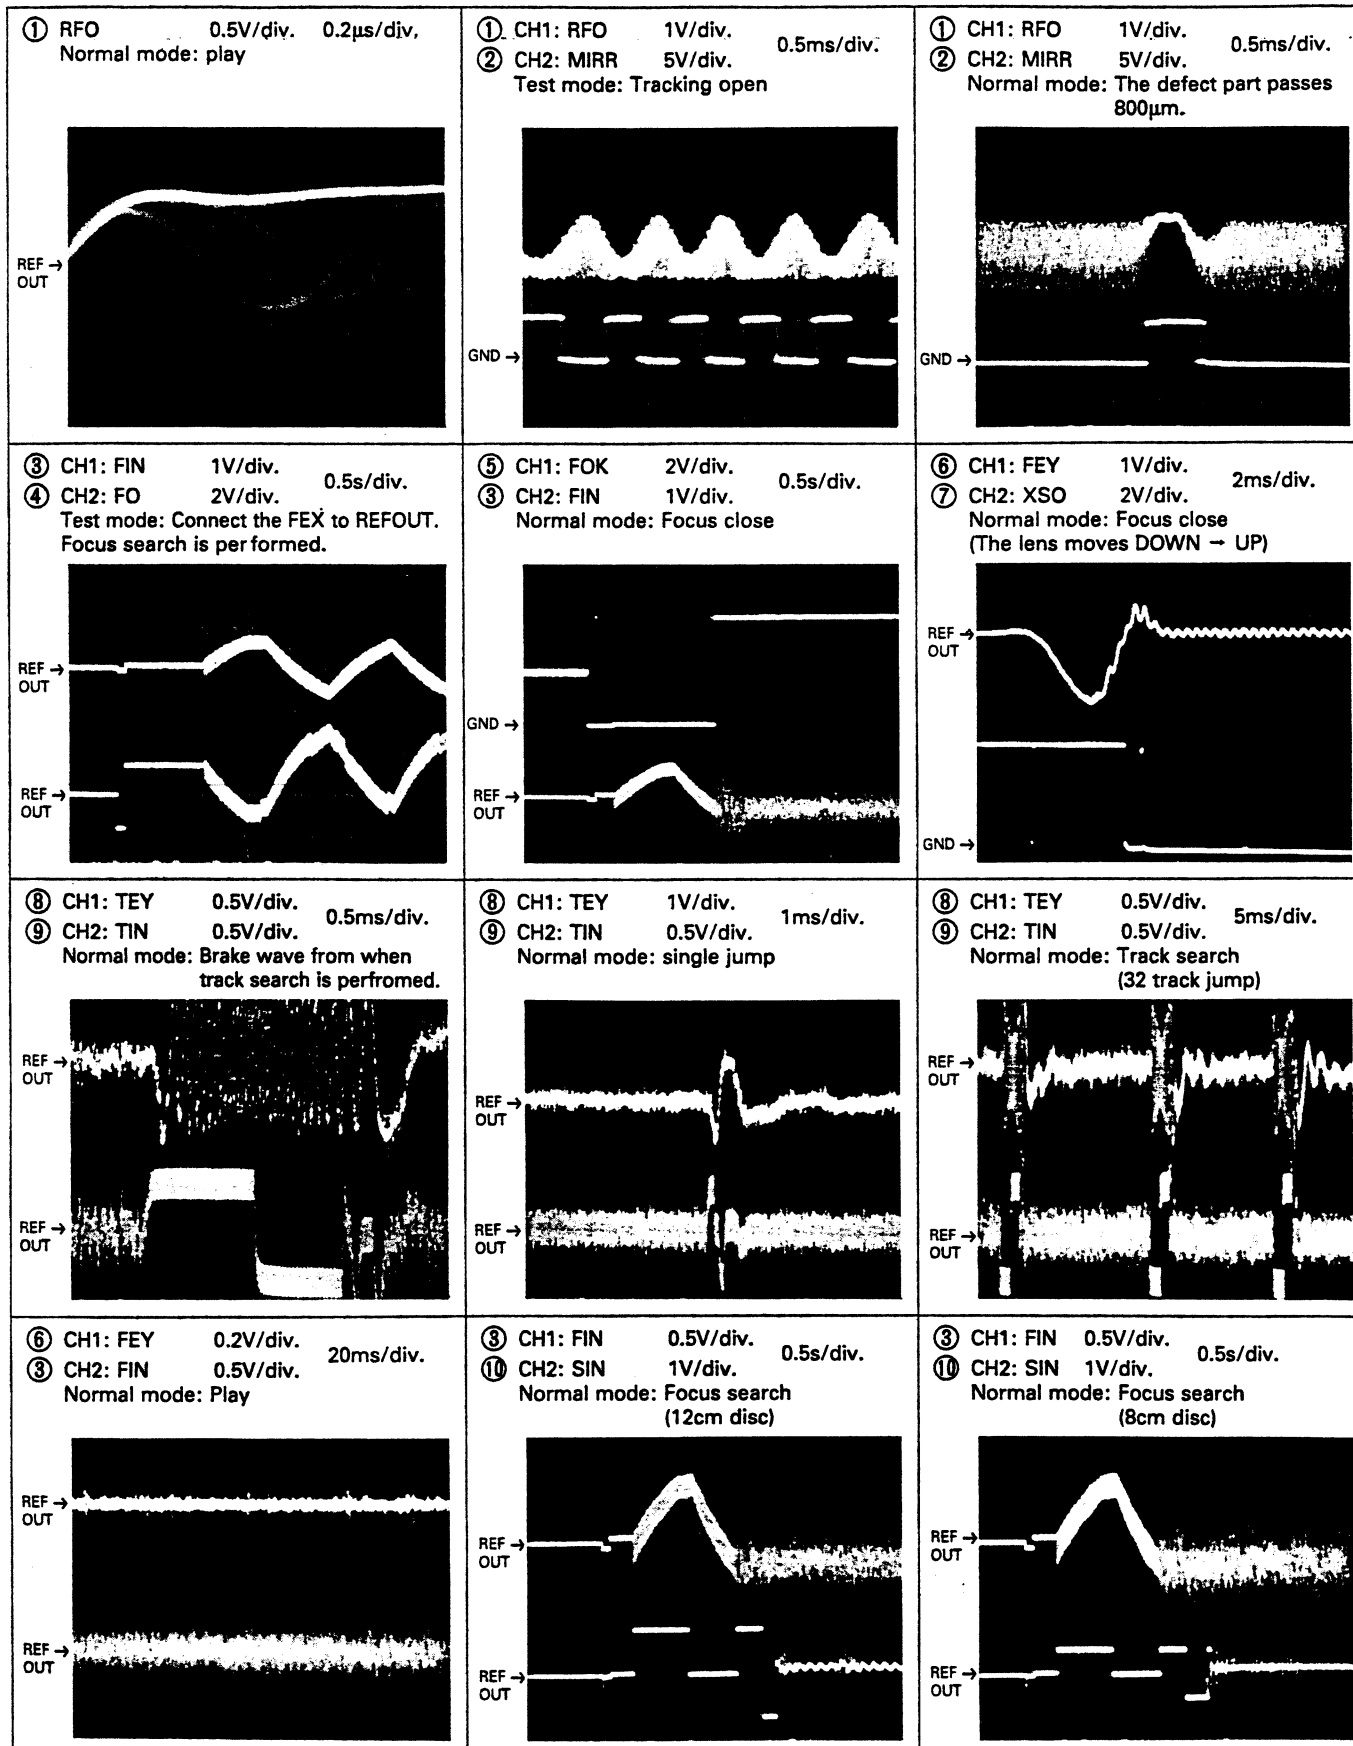 ① RFO 0.5V/div. 0.2μs/div.
Normal mode: play
REF →
OUT
① CH1: RFO 1V/div.
0.5ms/div.
② CH2: MIRR 5V/div.
Test mode: Tracking open
GND →
① CH1: RFO 1V/div.
0.5ms/div.
② CH2: MIRR 5V/div.
Normal mode: The defect part passes
800μm.
GND →
③ CH1: FIN 1V/div.
0.5s/div.
④ CH2: FO 2V/div.
Test mode: Connect the FEX to REFOUT.
Focus search is performed.
REF →
OUT
REF →
OUT
⑤ CH1: FOK 2V/div.
0.5s/div.
③ CH2: FIN 1V/div.
Normal mode: Focus close
GND →
REF →
OUT
⑥ CH1: FEY 1V/div.
2ms/div.
⑦ CH2: XSO 2V/div.
Normal mode: Focus close
(The lens moves DOWN → UP)
REF →
OUT
GND →
⑧ CH1: TEY 0.5V/div.
0.5ms/div.
⑨ CH2: TIN 0.5V/div.
Normal mode: Brake wave from when
track search is perfromed.
REF →
OUT
REF →
OUT
⑧ CH1: TEY 1V/div.
1ms/div.
⑨ CH2: TIN 0.5V/div.
Normal mode: single jump
REF →
OUT
REF →
OUT
⑧ CH1: TEY 0.5V/div.
5ms/div.
⑨ CH2: TIN 0.5V/div.
Normal mode: Track search
(32 track jump)
REF →
OUT
REF →
OUT
⑥ CH1: FEY 0.2V/div.
20ms/div.
③ CH2: FIN 0.5V/div.
Normal mode: Play
REF →
OUT
REF →
OUT
③ CH1: FIN 0.5V/div.
0.5s/div.
⑩ CH2: SIN 1V/div.
Normal mode: Focus search
(12cm disc)
REF →
OUT
REF →
OUT
③ CH1: FIN 0.5V/div.
0.5s/div.
⑩ CH2: SIN 1V/div.
Normal mode: Focus search
(8cm disc)
REF →
OUT
REF →
OUT